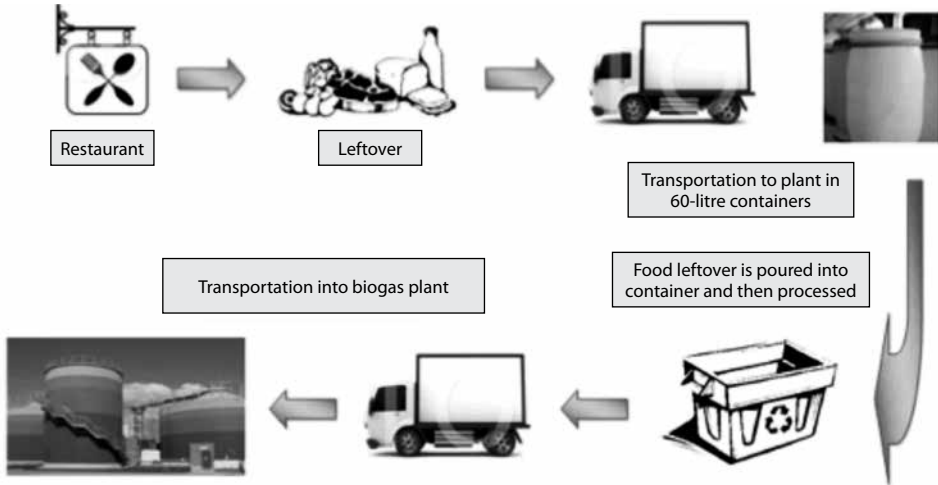 Restaurant
Leftover
Transportation to plant in
60-litre containers
Food leftover is poured into
container and then processed
Transportation into biogas plant